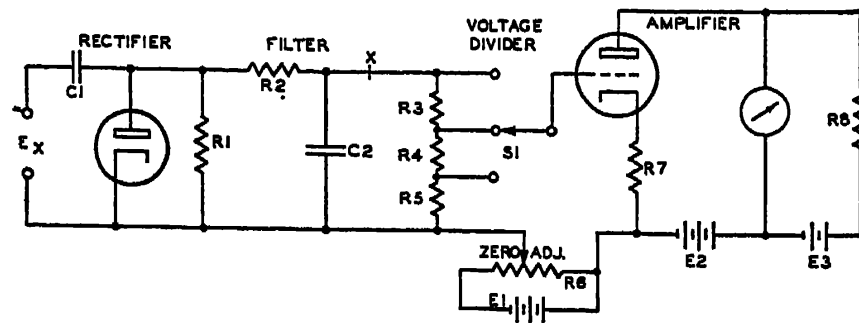 RECTIFIER
FILTER
VOLTAGE
DIVIDER
AMPLIFIER
X
C1
R2
R3
EX
R1
C2
R4
S1
R5
R7
R8
ZERO ADJ.
R6
E1
E2
E3